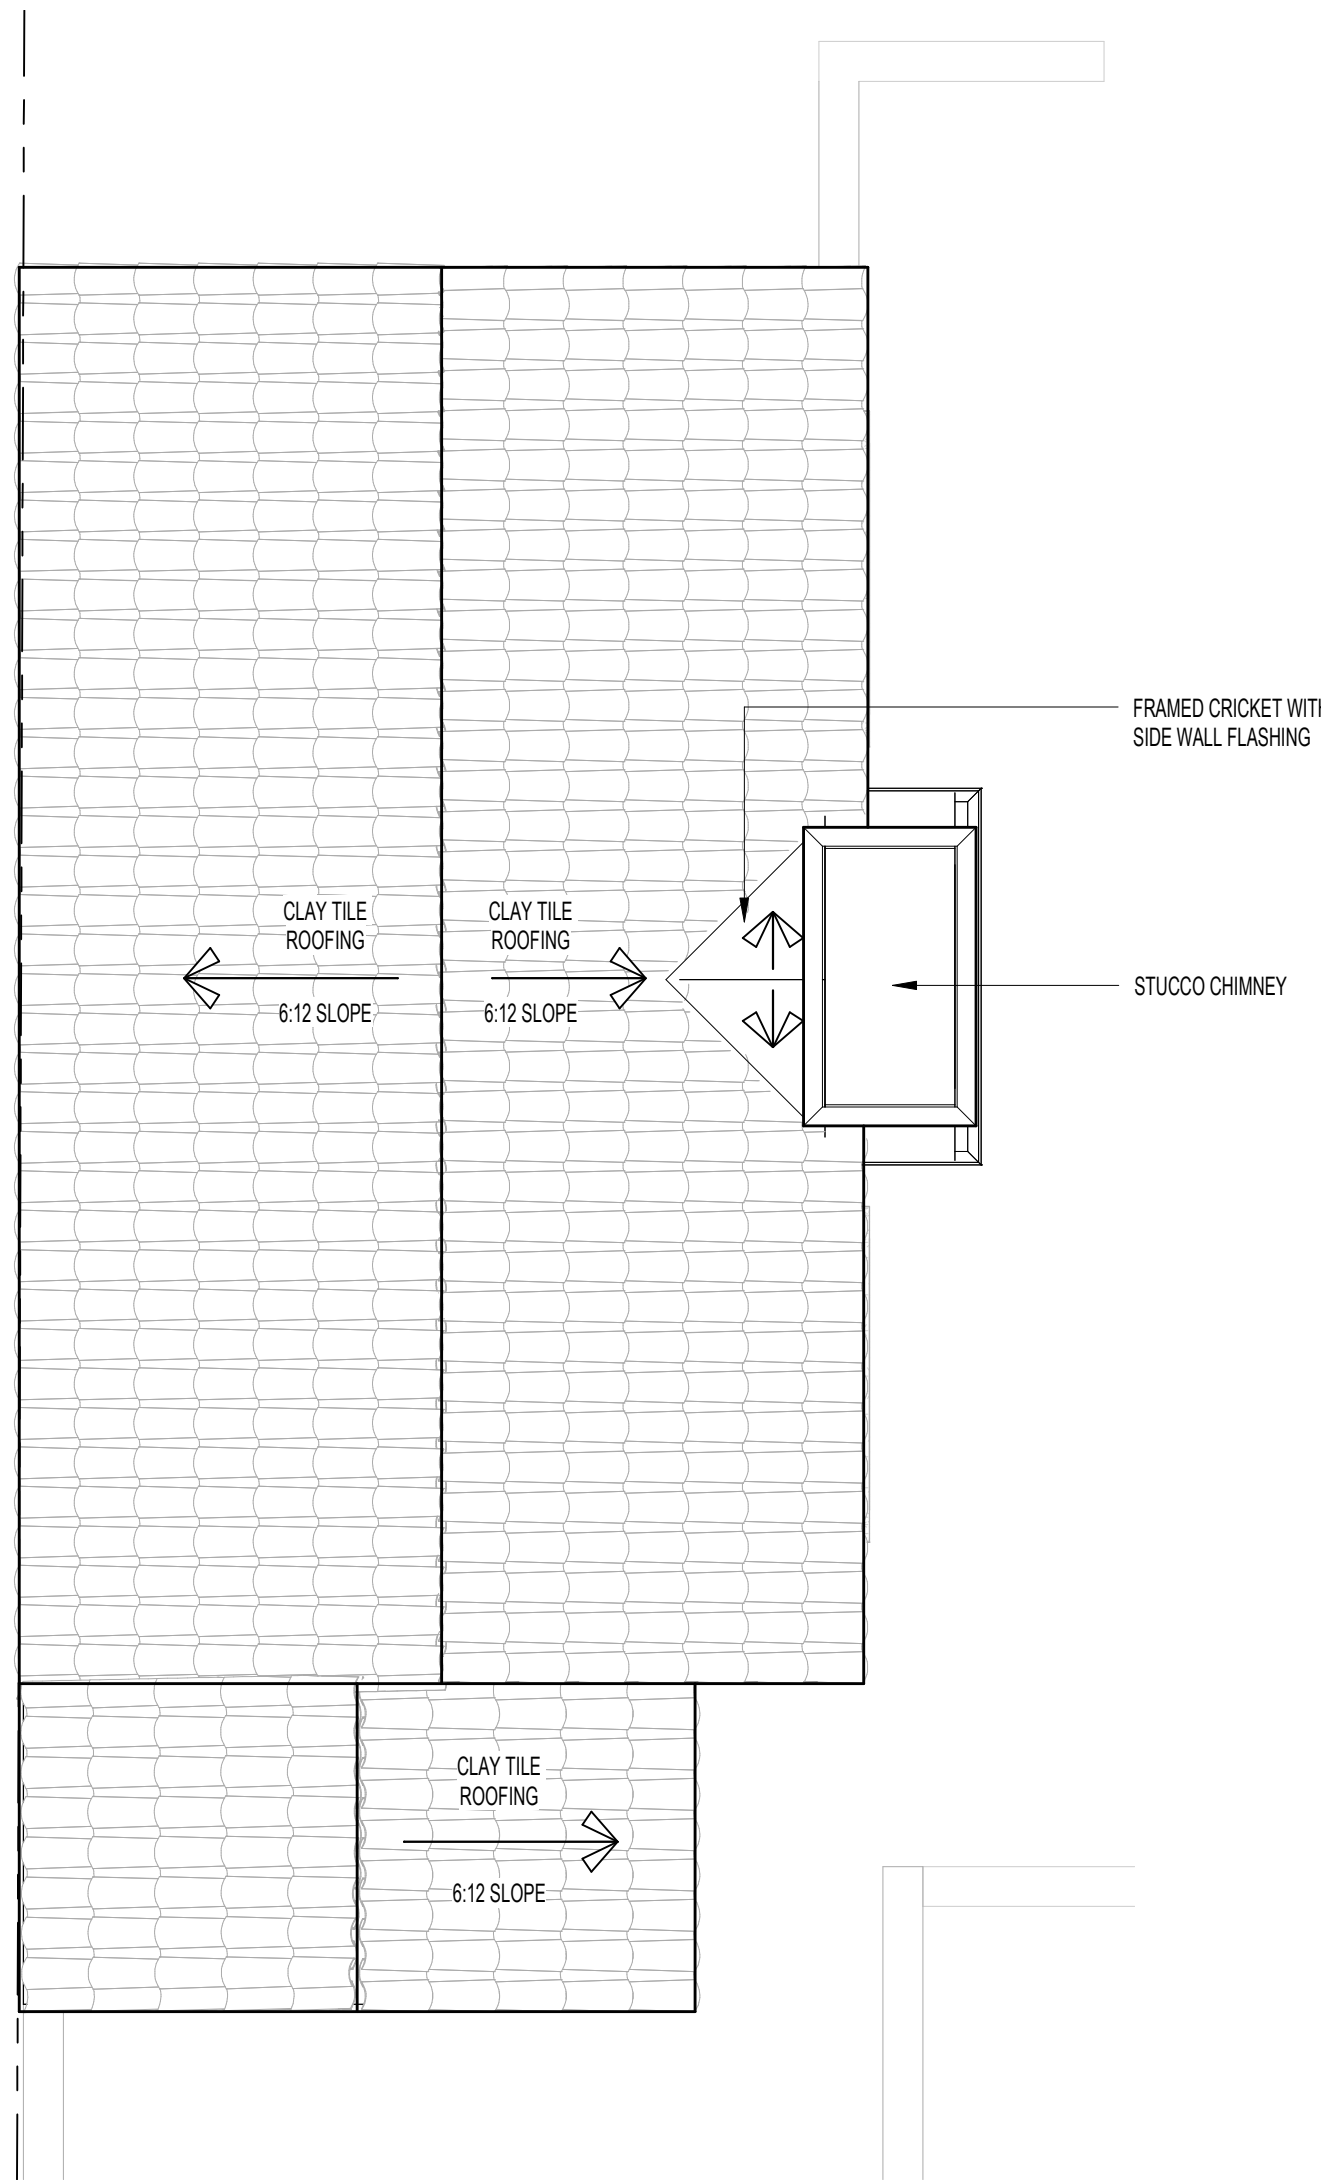 FRAMED CRICKET WITH
SIDE WALL FLASHING
CLAY TILE
ROOFING
6:12 SLOPE
CLAY TILE
ROOFING
6:12 SLOPE
STUCCO CHIMNEY
CLAY TILE
ROOFING
6:12 SLOPE